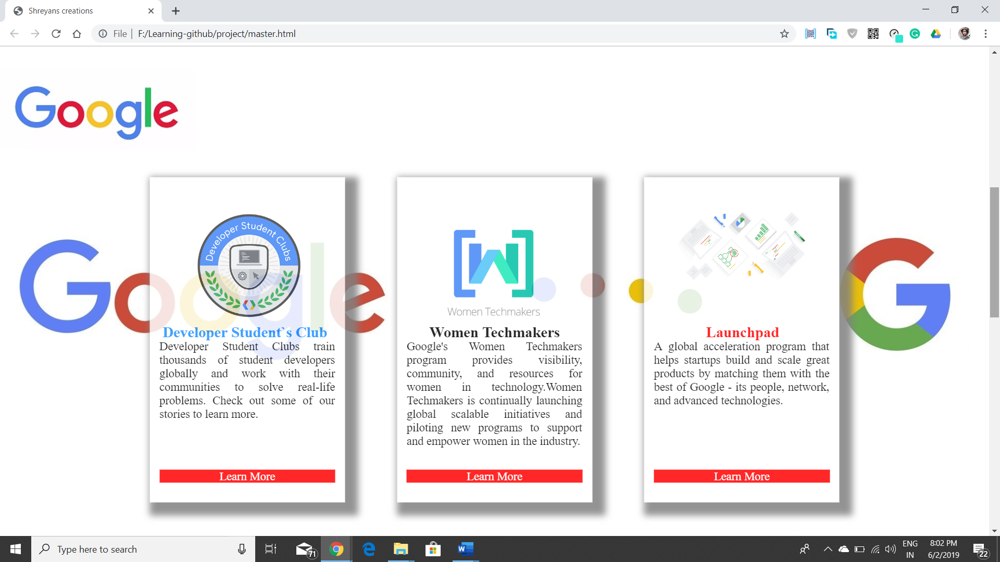 Shreyans creations
File
F:/Learning-github/project/master.html
Google
Google
G
Developer Student Clubs
Developer Student`s Club
Developer Student Clubs train
thousands of student developers
globally and work with their
communities to solve real-life
problems. Check out some of our
stories to learn more.
Learn More
Women Techmakers
Women Techmakers
Google's Women Techmakers
program provides visibility,
community, and resources for
women in technology.Women
Techmakers is continually launching
global scalable initiatives and
piloting new programs to support
and empower women in the industry.
Learn More
Launchpad
A global acceleration program that
helps startups build and scale great
products by matching them with the
best of Google - its people, network,
and advanced technologies.
Learn More
Type here to search
71
ENG
IN
8:02 PM
6/2/2019
22